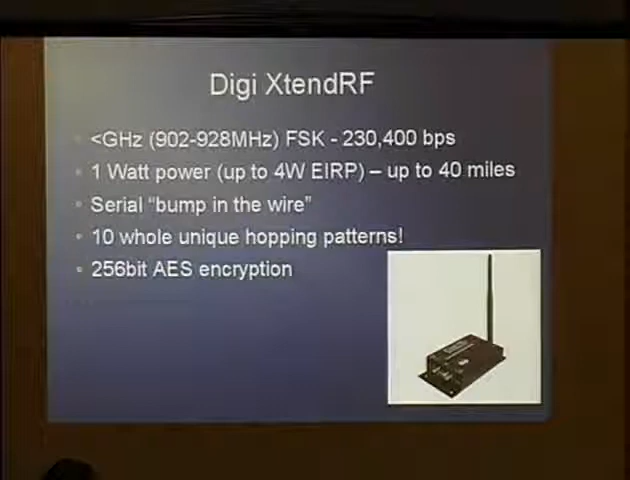 Digi XtendRF
<GHz (902-928MHz) FSK - 230,400 bps
1 Watt power (up to 4W EIRP) – up to 40 miles
Serial “bump in the wire”
10 whole unique hopping patterns!
256bit AES encryption